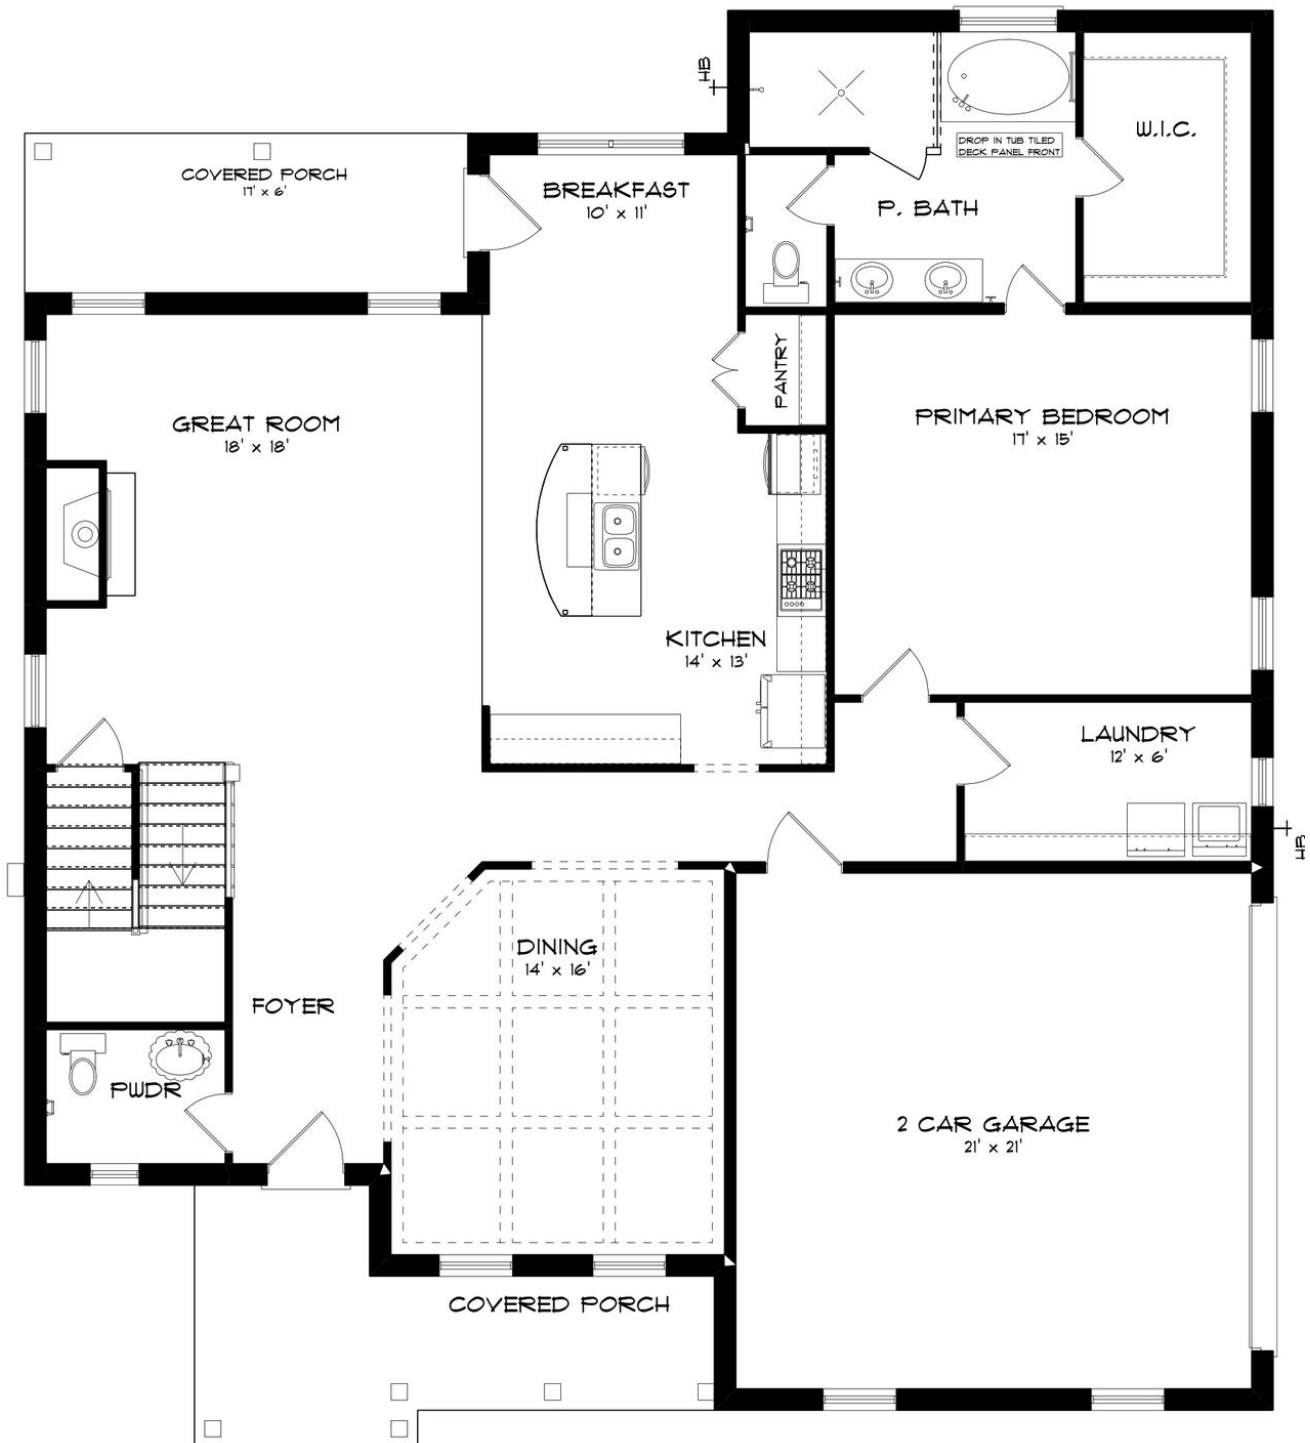 HB
W.I.C.
DROP IN TUB TILED
DECK PANEL FRONT
COVERED PORCH
17' x 6'
BREAKFAST
10' x 11'
P. BATH
PANTRY
GREAT ROOM
18' x 18'
PRIMARY BEDROOM
17' x 15'
KITCHEN
14' x 13'
LAUNDRY
12' x 6'
HB
DINING
14' x 16'
FOYER
PWDR
2 CAR GARAGE
21' x 21'
COVERED PORCH